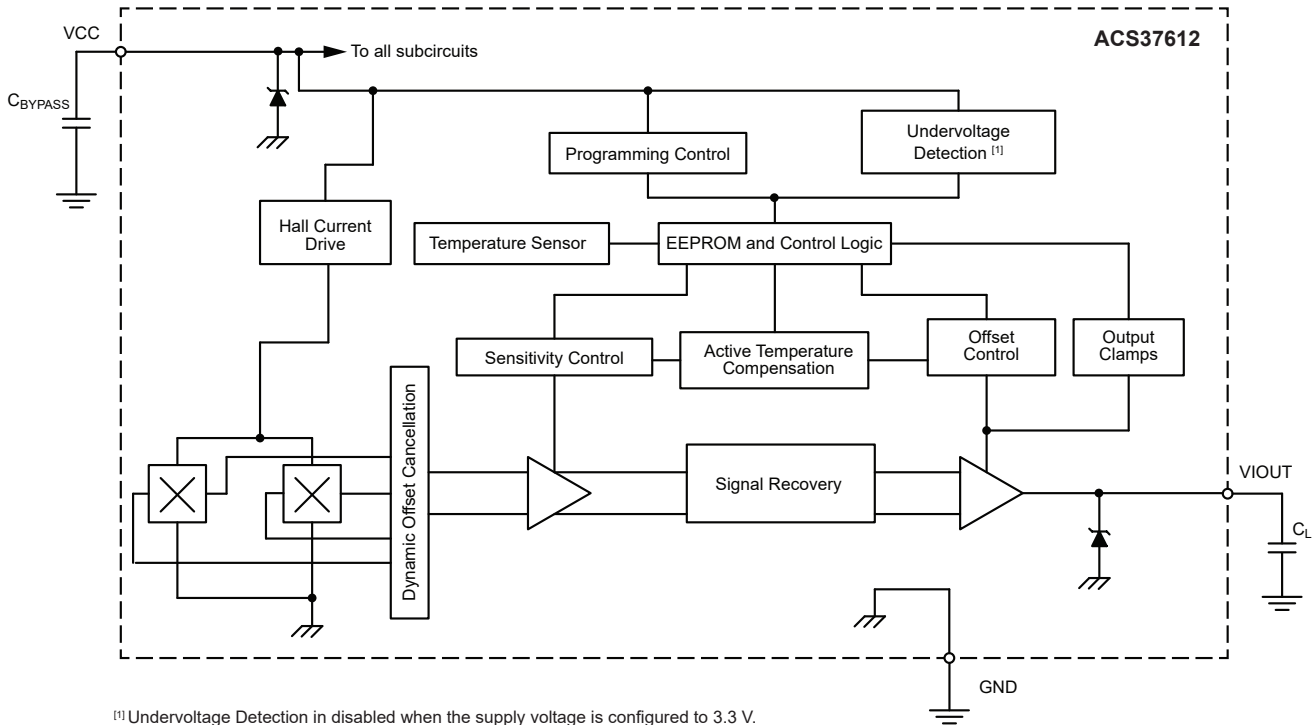 VCC
To all subcircuits
ACS37612
CBYPASS
Programming Control
Undervoltage
Detection [1]
Hall Current
Drive
Temperature Sensor
EEPROM and Control Logic
Sensitivity Control
Active Temperature
Compensation
Offset
Control
Output
Clamps
Dynamic Offset Cancellation
Signal Recovery
VIOUT
CL
GND
[1] Undervoltage Detection in disabled when the supply voltage is configured to 3.3 V.